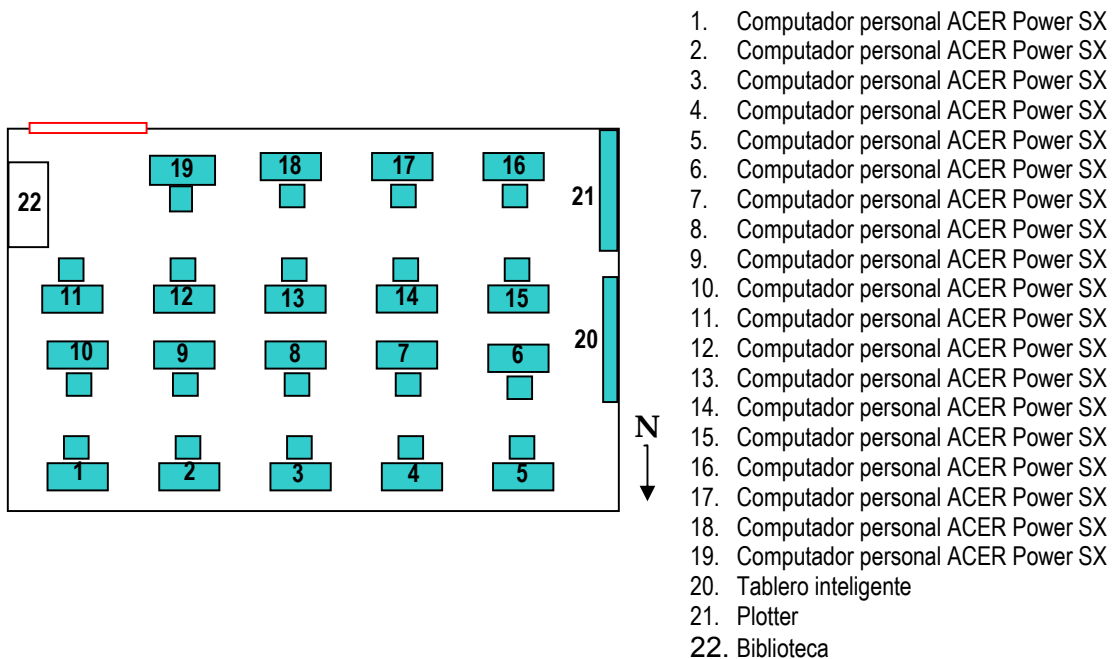 19 18 17 16
22 21
11 12 13 14 15
10 9 8 7 6 20
N
1 2 3 4 5
1. Computador personal ACER Power SX
2. Computador personal ACER Power SX
3. Computador personal ACER Power SX
4. Computador personal ACER Power SX
5. Computador personal ACER Power SX
6. Computador personal ACER Power SX
7. Computador personal ACER Power SX
8. Computador personal ACER Power SX
9. Computador personal ACER Power SX
10. Computador personal ACER Power SX
11. Computador personal ACER Power SX
12. Computador personal ACER Power SX
13. Computador personal ACER Power SX
14. Computador personal ACER Power SX
15. Computador personal ACER Power SX
16. Computador personal ACER Power SX
17. Computador personal ACER Power SX
18. Computador personal ACER Power SX
19. Computador personal ACER Power SX
20. Tablero inteligente
21. Plotter
22. Biblioteca